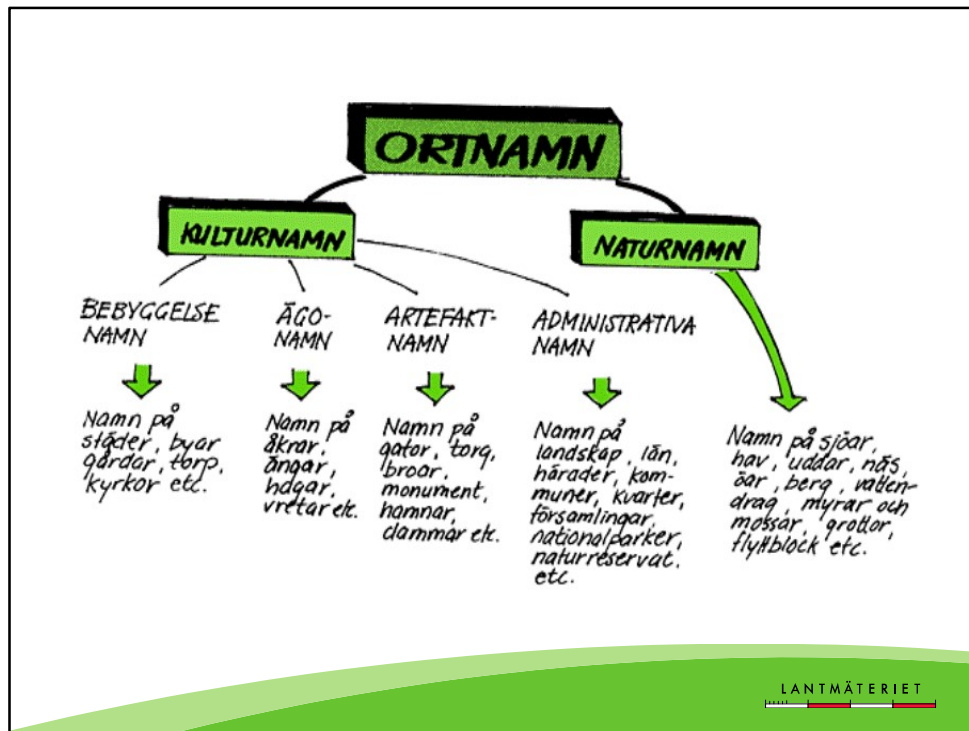 ORTNAMN
KULTURNAMN
NATURNAMN
BEBYGGELSE
NAMN
ÄGO-
NAMN
ARTEFAKT-
NAMN
ADMINISTRATIVA
NAMN
Namn på
städer, byar
gårdar, torp,
kyrkor etc.
Namn på
åkrar,
ängar,
hagar,
vretar etc.
Namn på
gator, torg,
broar,
monument,
hamnar,
dammar etc.
Namn på
landskap, län,
härader, kom-
muner, kvarter,
församlingar,
nationalparker,
naturreservat.
etc.
Namn på sjöar,
hav, uddar, näs,
öar, berg, vatten-
drag, myrar och
mossar, grottor,
flyttblock etc.
LANTMÄTERIET